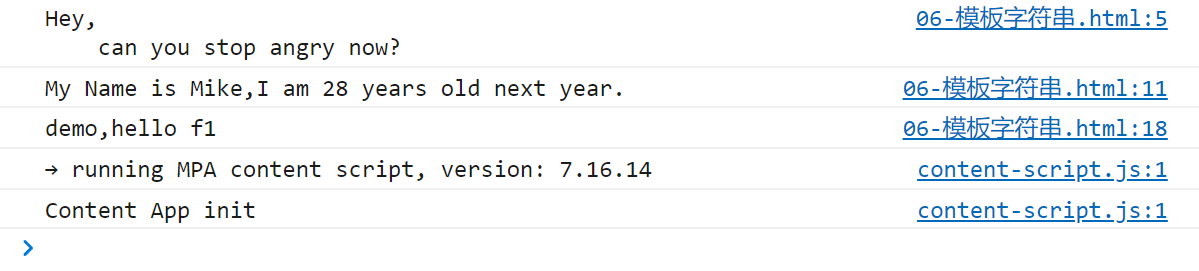 Hey, 06-模板字符串.html:5
can you stop angry now?
My Name is Mike,I am 28 years old next year. 06-模板字符串.html:11
demo,hello f1 06-模板字符串.html:18
→ running MPA content script, version: 7.16.14 content-script.js:1
Content App init content-script.js:1